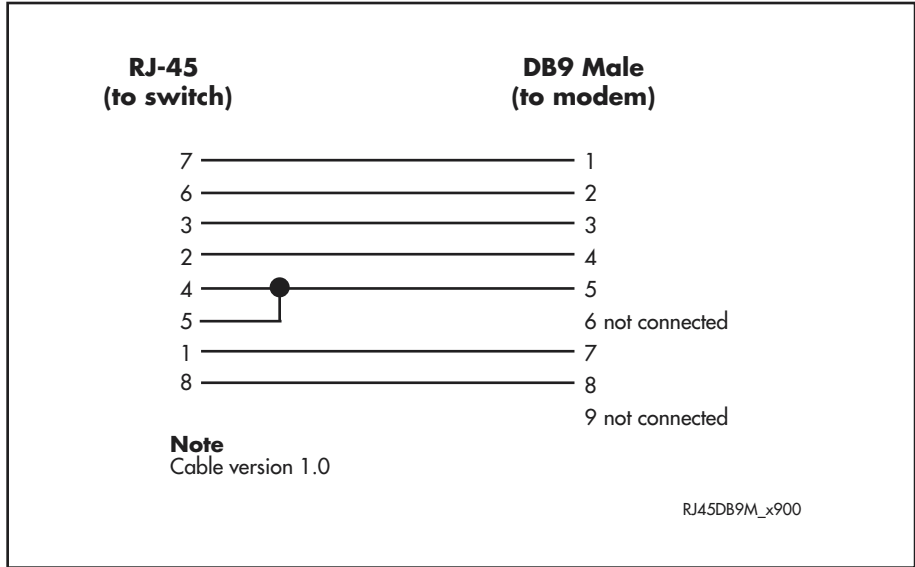 RJ-45 DB9 Male
(to switch) (to modem)
7 1
6 2
3 3
2 4
4 5
5 6 not connected
1 7
8 8
9 not connected
Note
Cable version 1.0
RJ45DB9M_x900